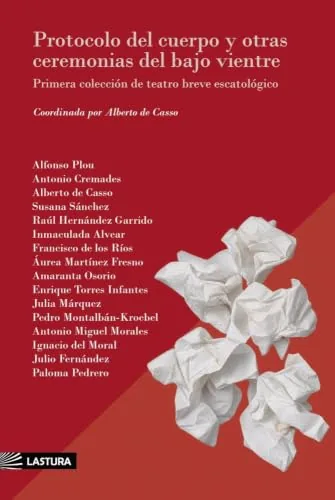 Protocolo del cuerpo y otras
ceremonias del bajo vientre
Primera colección de teatro breve escatológico
Coordinada por Alberto de Casso
Alfonso Plou
Antonio Cremades
Alberto de Casso
Susana Sánchez
Raúl Hernández Garrido
Inmaculada Alvear
Francisco de los Ríos
Áurea Martínez Fresno
Amaranta Osorio
Enrique Torres Infantes
Julia Márquez
Pedro Montalbán-Kroebel
Antonio Miguel Morales
Ignacio del Moral
Julio Fernández
Paloma Pedrero
LASTURA